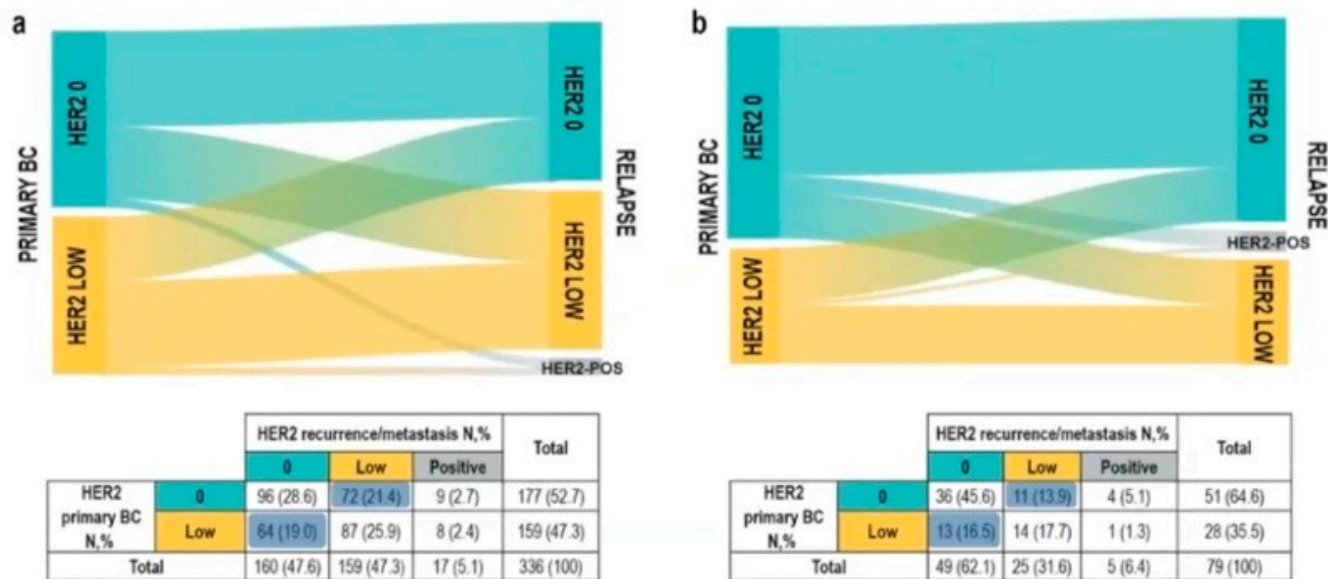 a
PRIMARY BC
HER2 0
HER2 LOW
HER2 0
HER2 LOW
HER2-POS
RELAPSE
HER2 recurrence/metastasis N,% Total
0 Low Positive
HER2 primary BC N,% 0 96 (28.6) 72 (21.4) 9 (2.7) 177 (52.7)
Low 64 (19.0) 87 (25.9) 8 (2.4) 159 (47.3)
Total 160 (47.6) 159 (47.3) 17 (5.1) 336 (100)
b
PRIMARY BC
HER2 0
HER2 LOW
HER2 0
HER2-POS
HER2 LOW
RELAPSE
HER2 recurrence/metastasis N,% Total
0 Low Positive
HER2 primary BC N,% 0 36 (45.6) 11 (13.9) 4 (5.1) 51 (64.6)
Low 13 (16.5) 14 (17.7) 1 (1.3) 28 (35.5)
Total 49 (62.1) 25 (31.6) 5 (6.4) 79 (100)